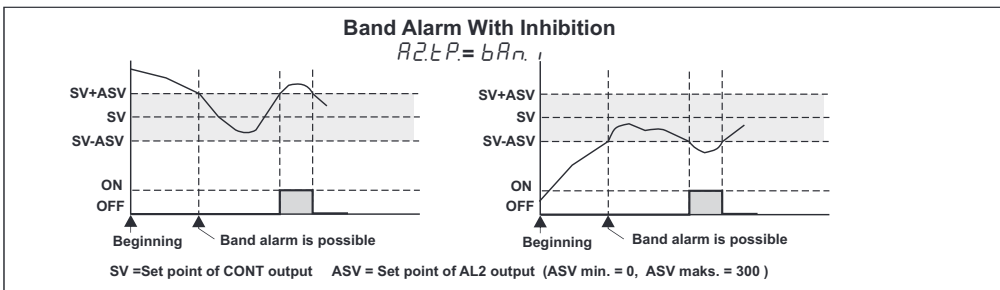 Band Alarm With Inhibition
A2.tP.= bAn. i
SV+ASV
SV
SV-ASV
ON
OFF
Beginning
Band alarm is possible
SV+ASV
SV
SV-ASV
ON
OFF
Beginning
Band alarm is possible
SV =Set point of CONT output ASV = Set point of AL2 output (ASV min. = 0, ASV maks. = 300 )